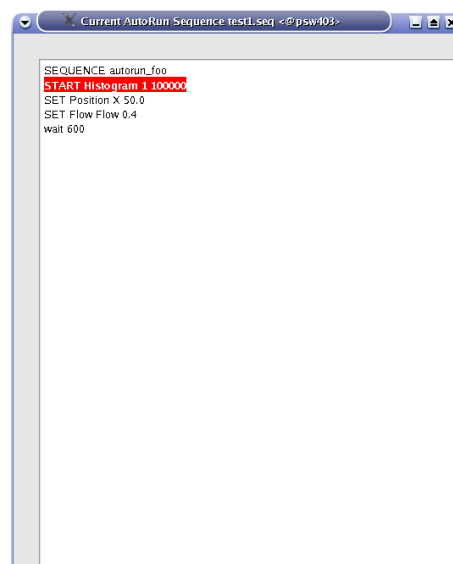 Current AutoRun Sequence test1.seq <@psw403>
SEQUENCE autorun_foo
START Histogram 1 100000
SET Position X 50.0
SET Flow Flow 0.4
wait 600